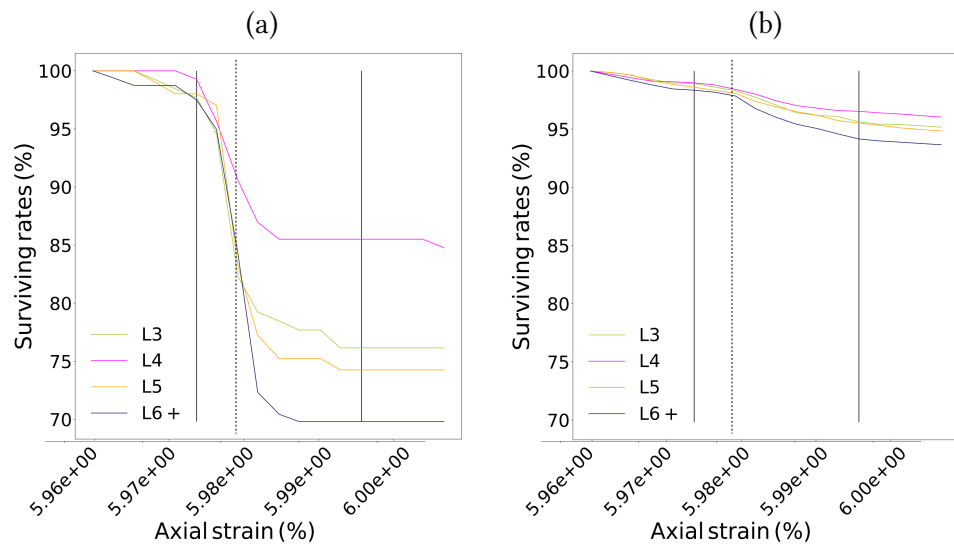 (a)
Surviving rates (%)
100
95
90
85
80
75
70
L3
L4
L5
L6 +
5.96e+00
5.97e+00
5.98e+00
5.99e+00
6.00e+00
Axial strain (%)
(b)
Surviving rates (%)
100
95
90
85
80
75
70
L3
L4
L5
L6 +
5.96e+00
5.97e+00
5.98e+00
5.99e+00
6.00e+00
Axial strain (%)